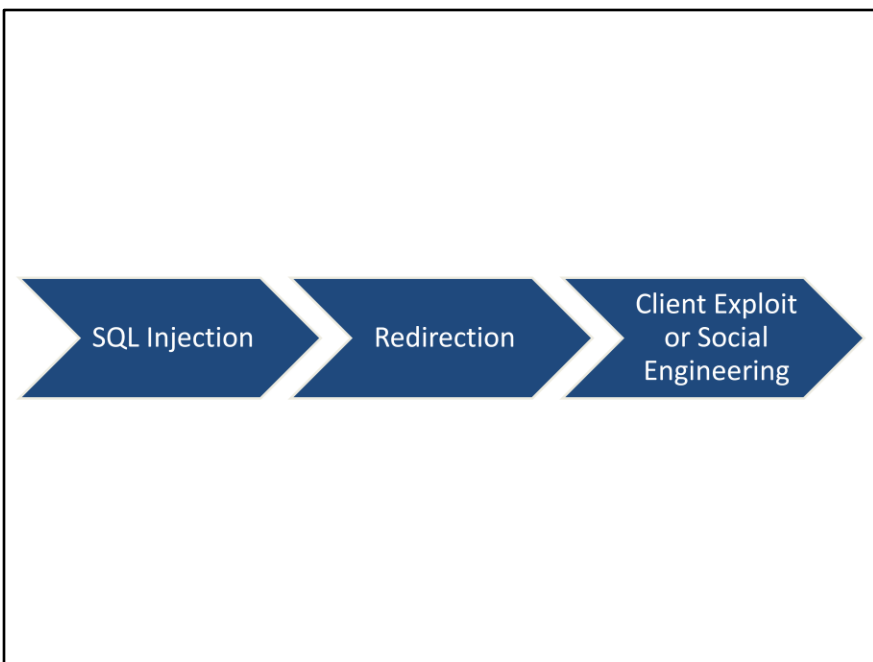 SQL Injection
Redirection
Client Exploit
or Social
Engineering